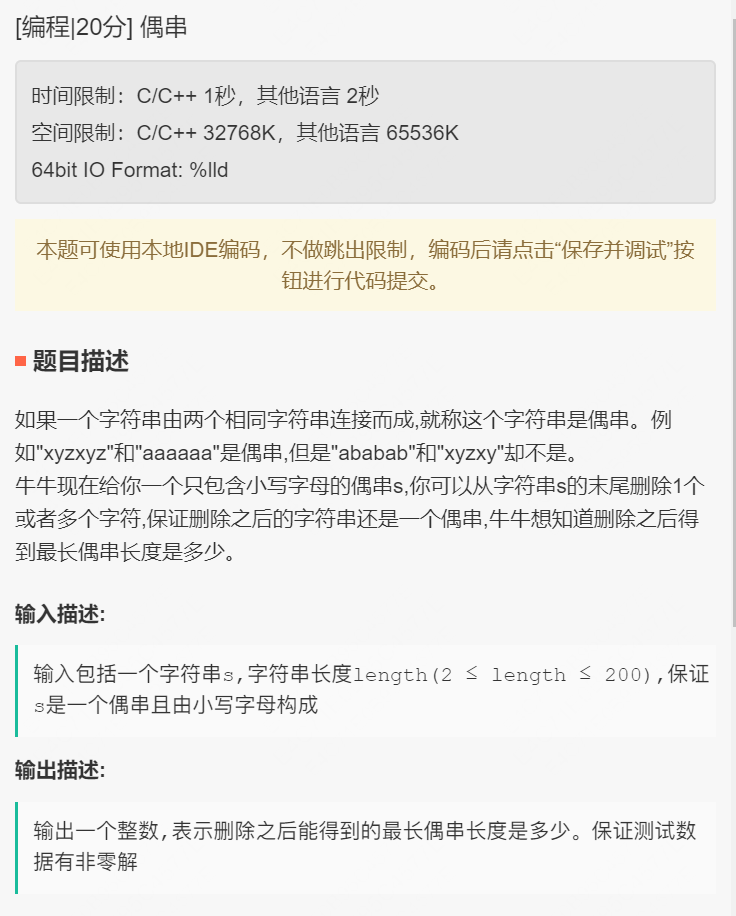 [编程|20分] 偶串
时间限制：C/C++ 1秒，其他语言 2秒
空间限制：C/C++ 32768K，其他语言 65536K
64bit IO Format: %lld
本题可使用本地IDE编码，不做跳出限制，编码后请点击“保存并调试”按
钮进行代码提交。
题目描述
如果一个字符串由两个相同字符串连接而成,就称这个字符串是偶串。例
如"xyzxyz"和"aaaaaa"是偶串,但是"ababab"和"xyzxy"却不是。
牛牛现在给你一个只包含小写字母的偶串s,你可以从字符串s的末尾删除1个
或者多个字符,保证删除之后的字符串还是一个偶串,牛牛想知道删除之后得
到最长偶串长度是多少。
输入描述:
输入包括一个字符串s,字符串长度length(2 ≤ length ≤ 200),保证
s是一个偶串且由小写字母构成
输出描述:
输出一个整数,表示删除之后能得到的最长偶串长度是多少。保证测试数
据有非零解